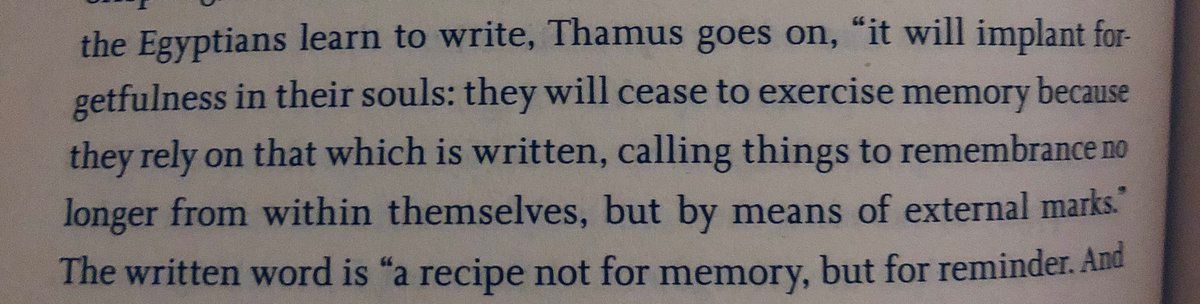 the Egyptians learn to write, Thamus goes on, “it will implant for-
getfulness in their souls: they will cease to exercise memory because
they rely on that which is written, calling things to remembrance no
longer from within themselves, but by means of external marks.”
The written word is “a recipe not for memory, but for reminder. And